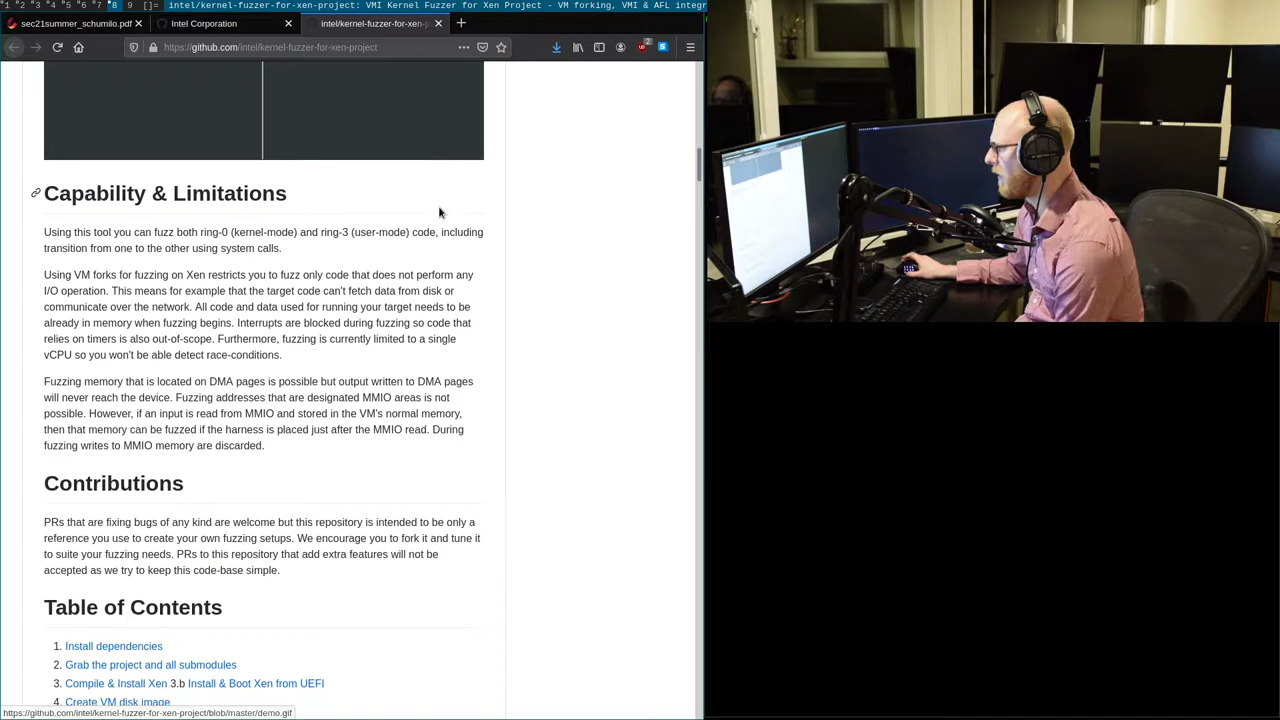 1 2 3 4 5 6 7 8 9 []= intel/kernel-fuzzer-for-xen-project: VMI Kernel Fuzzer for Xen Project - VM forking, VMI & AFL integr
sec21summer_schumilo.pdf
Intel Corporation
intel/kernel-fuzzer-for-xen-p
https://github.com/intel/kernel-fuzzer-for-xen-project
2
Capability & Limitations
Using this tool you can fuzz both ring-0 (kernel-mode) and ring-3 (user-mode) code, including
transition from one to the other using system calls.
Using VM forks for fuzzing on Xen restricts you to fuzz only code that does not perform any
I/O operation. This means for example that the target code can't fetch data from disk or
communicate over the network. All code and data used for running your target needs to be
already in memory when fuzzing begins. Interrupts are blocked during fuzzing so code that
relies on timers is also out-of-scope. Furthermore, fuzzing is currently limited to a single
vCPU so you won't be able detect race-conditions.
Fuzzing memory that is located on DMA pages is possible but output written to DMA pages
will never reach the device. Fuzzing addresses that are designated MMIO areas is not
possible. However, if an input is read from MMIO and stored in the VM's normal memory,
then that memory can be fuzzed if the harness is placed just after the MMIO read. During
fuzzing writes to MMIO memory are discarded.
Contributions
PRs that are fixing bugs of any kind are welcome but this repository is intended to be only a
reference you use to create your own fuzzing setups. We encourage you to fork it and tune it
to suite your fuzzing needs. PRs to this repository that add extra features will not be
accepted as we try to keep this code-base simple.
Table of Contents
1. Install dependencies
2. Grab the project and all submodules
3. Compile & Install Xen 3.b Install & Boot Xen from UEFI
4. Create VM disk image
https://github.com/intel/kernel-fuzzer-for-xen-project/blob/master/demo.gif